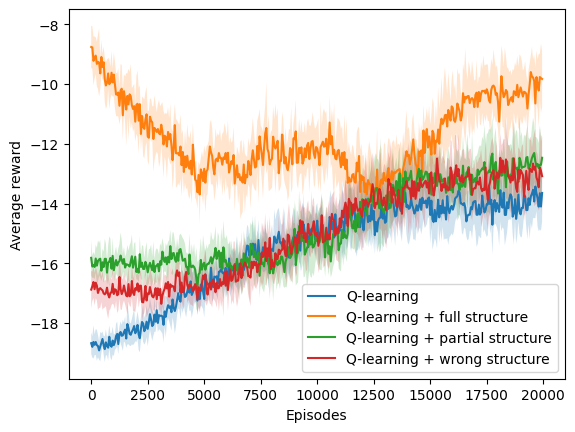 −8
−10
−12
−14
−16
−18
Average reward
0 2500 5000 7500 10000 12500 15000 17500 20000
Episodes
Q-learning
Q-learning + full structure
Q-learning + partial structure
Q-learning + wrong structure